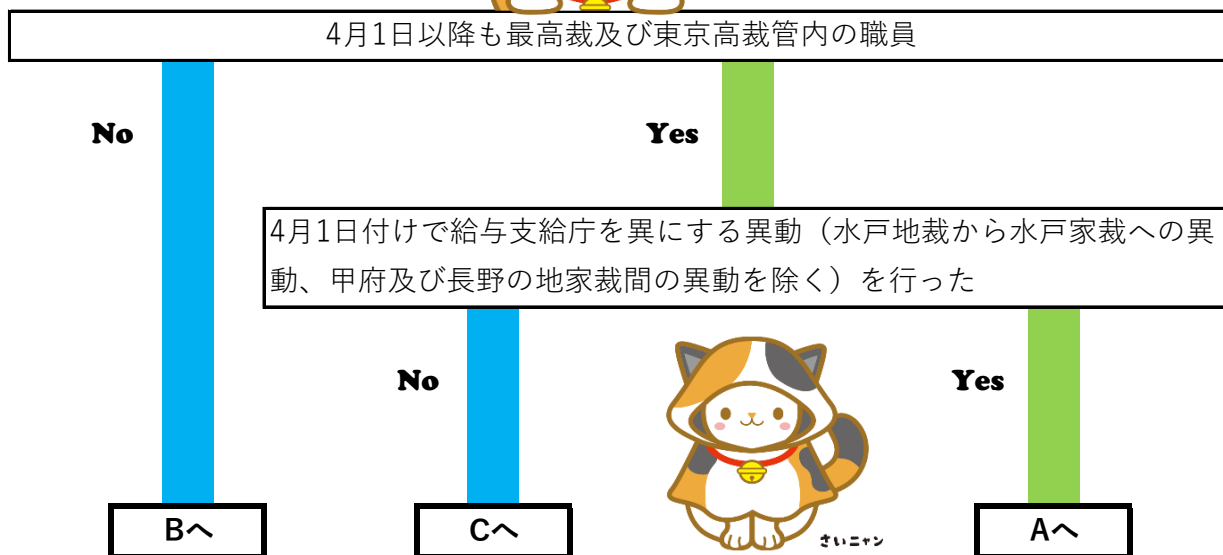 4月1日以降も最高裁及び東京高裁管内の職員
No
Yes
4月1日付けで給与支給庁を異にする異動（水戸地裁から水戸家裁への異
動、甲府及び長野の地家裁間の異動を除く）を行った
No
Yes
Bへ
Cへ
さいニャン
Aへ